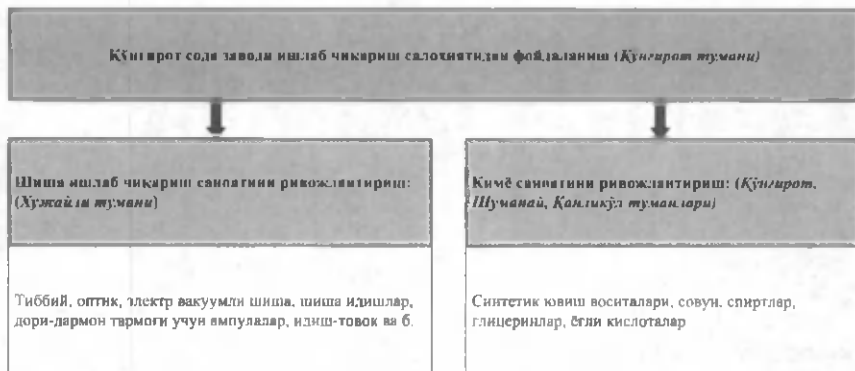 Қўнғирот сода заводи ишлаб чиқариш салоҳиятидан фойдаланиш (Қўнғирот тумани)
Шиша ишлаб чиқариш саноатини ривожлантириш:
(Хўжайли тумани)
Тиббий, оптик, электр вакуумли шиша, шиша идишлар,
дори-дармон тармоғи учун ампулалар, идиш-товоқ ва б.
Кимё саноатини ривожлантириш: (Қўнғирот,
Шуманай, Қанликўл туманлари)
Синтетик ювиш воситалари, совун, спиртлар,
глицеринлар, ёғли кислоталар